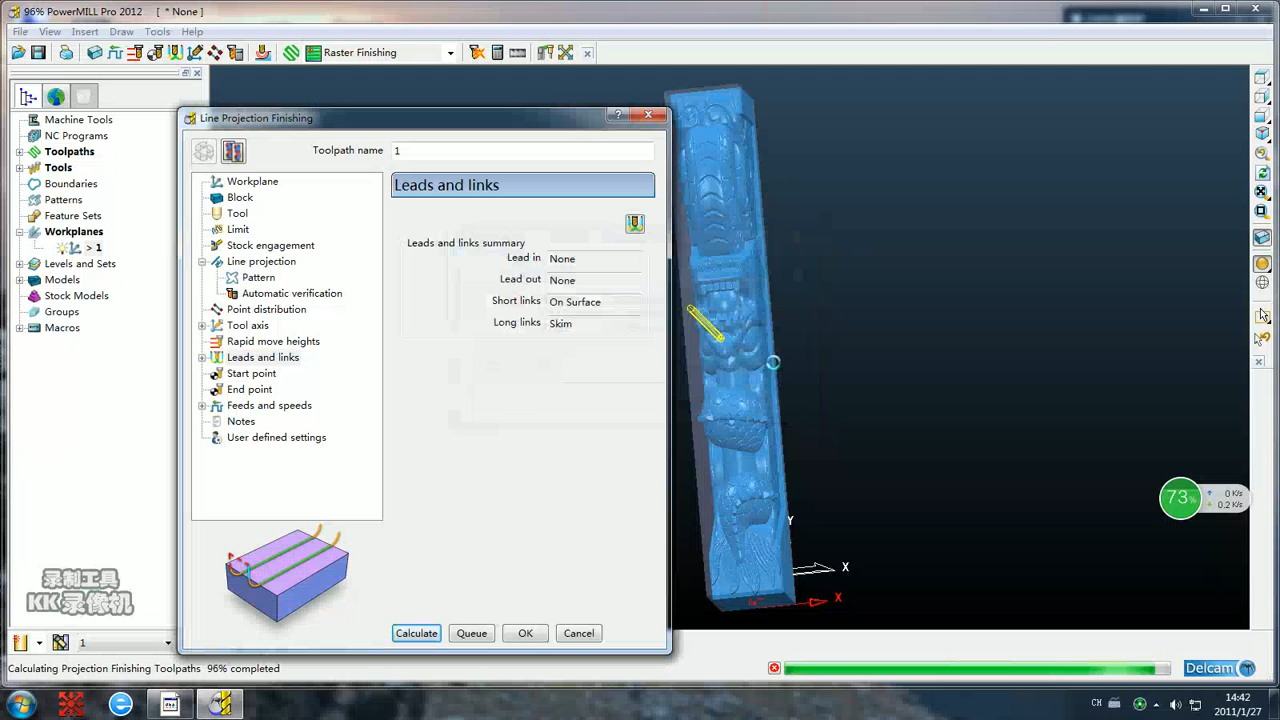 96% PowerMILL Pro 2012 [ * None ]
File View Insert Draw Tools Help
Raster Finishing
Machine Tools
NC Programs
Toolpaths
Tools
Boundaries
Patterns
Feature Sets
Workplanes
> 1
Levels and Sets
Models
Stock Models
Groups
Macros
Line Projection Finishing
Toolpath name 1
Workplane
Block
Tool
Limit
Stock engagement
Line projection
Pattern
Automatic verification
Point distribution
Tool axis
Rapid move heights
Leads and links
Start point
End point
Feeds and speeds
Notes
User defined settings
Leads and links
Leads and links summary
Lead in None
Lead out None
Short links On Surface
Long links Skim
Calculate Queue OK Cancel
Y
X
X
73%
0 K/s
0.2 K/s
录制工具
KK录像机
1
Calculating Projection Finishing Toolpaths 96% completed
Delcam
CH
14:42
2011/1/27